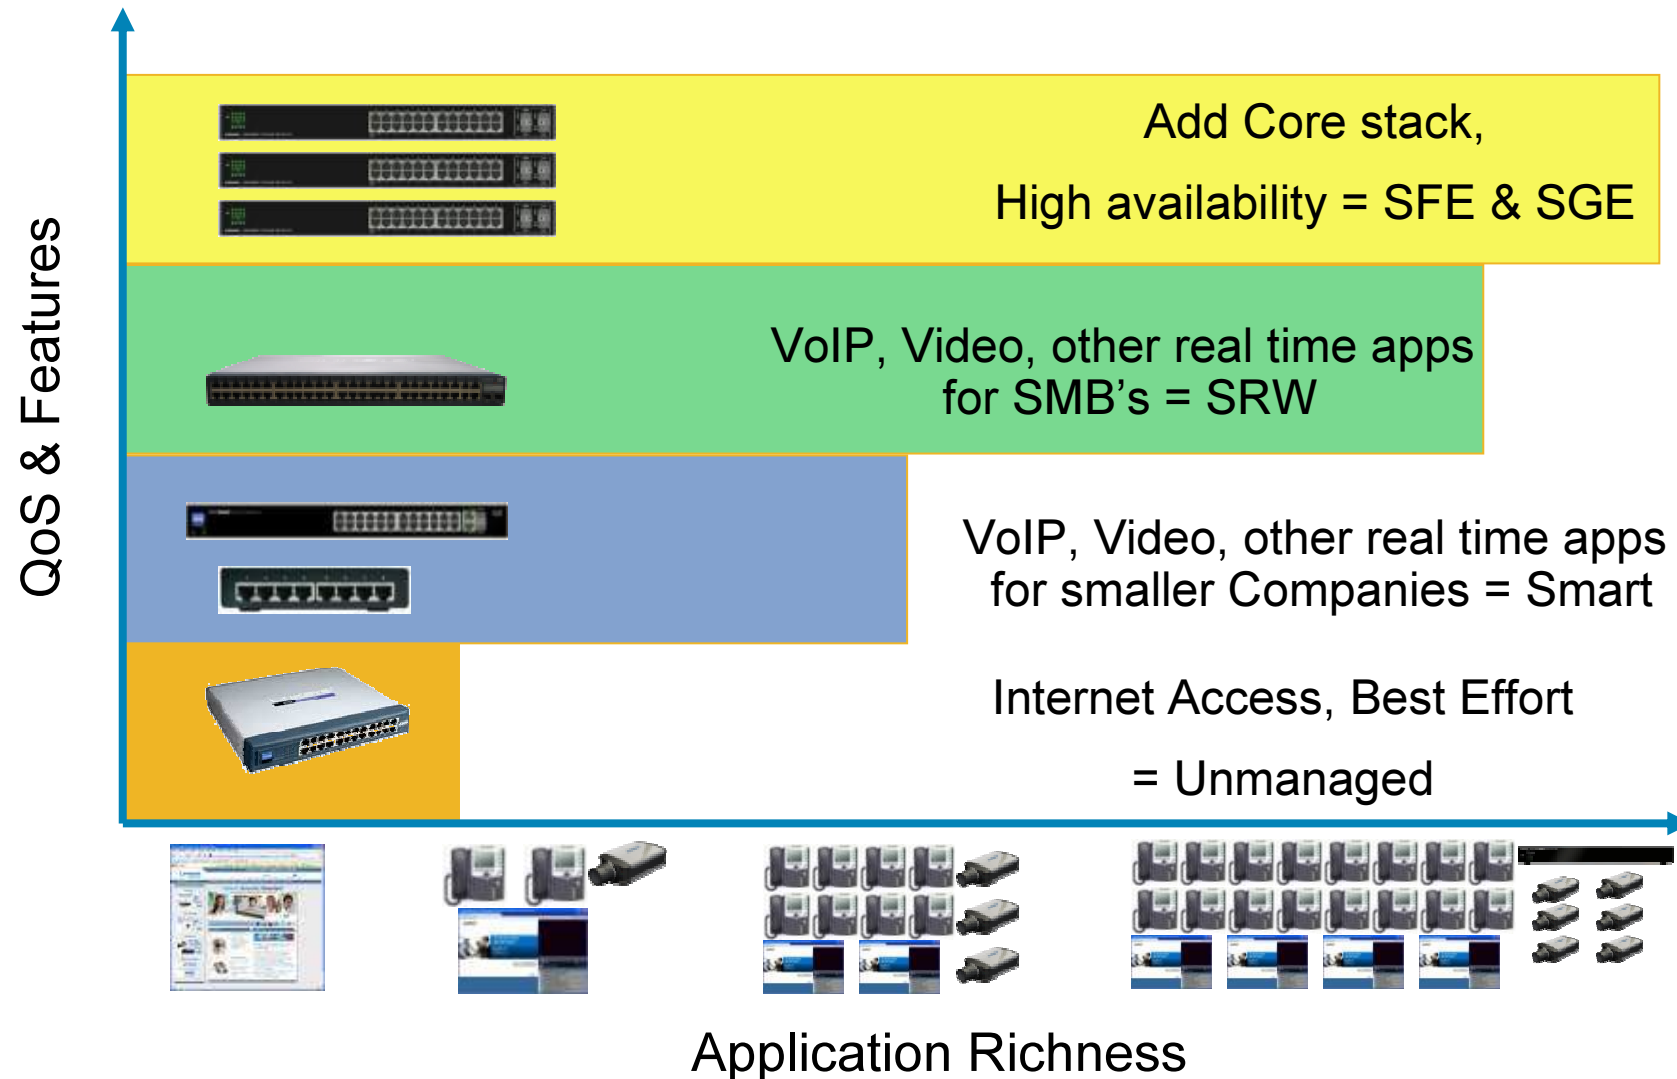 QoS & Features
Add Core stack,
High availability = SFE & SGE
VoIP, Video, other real time apps
for SMB's = SRW
VoIP, Video, other real time apps
for smaller Companies = Smart
Internet Access, Best Effort
= Unmanaged
Application Richness